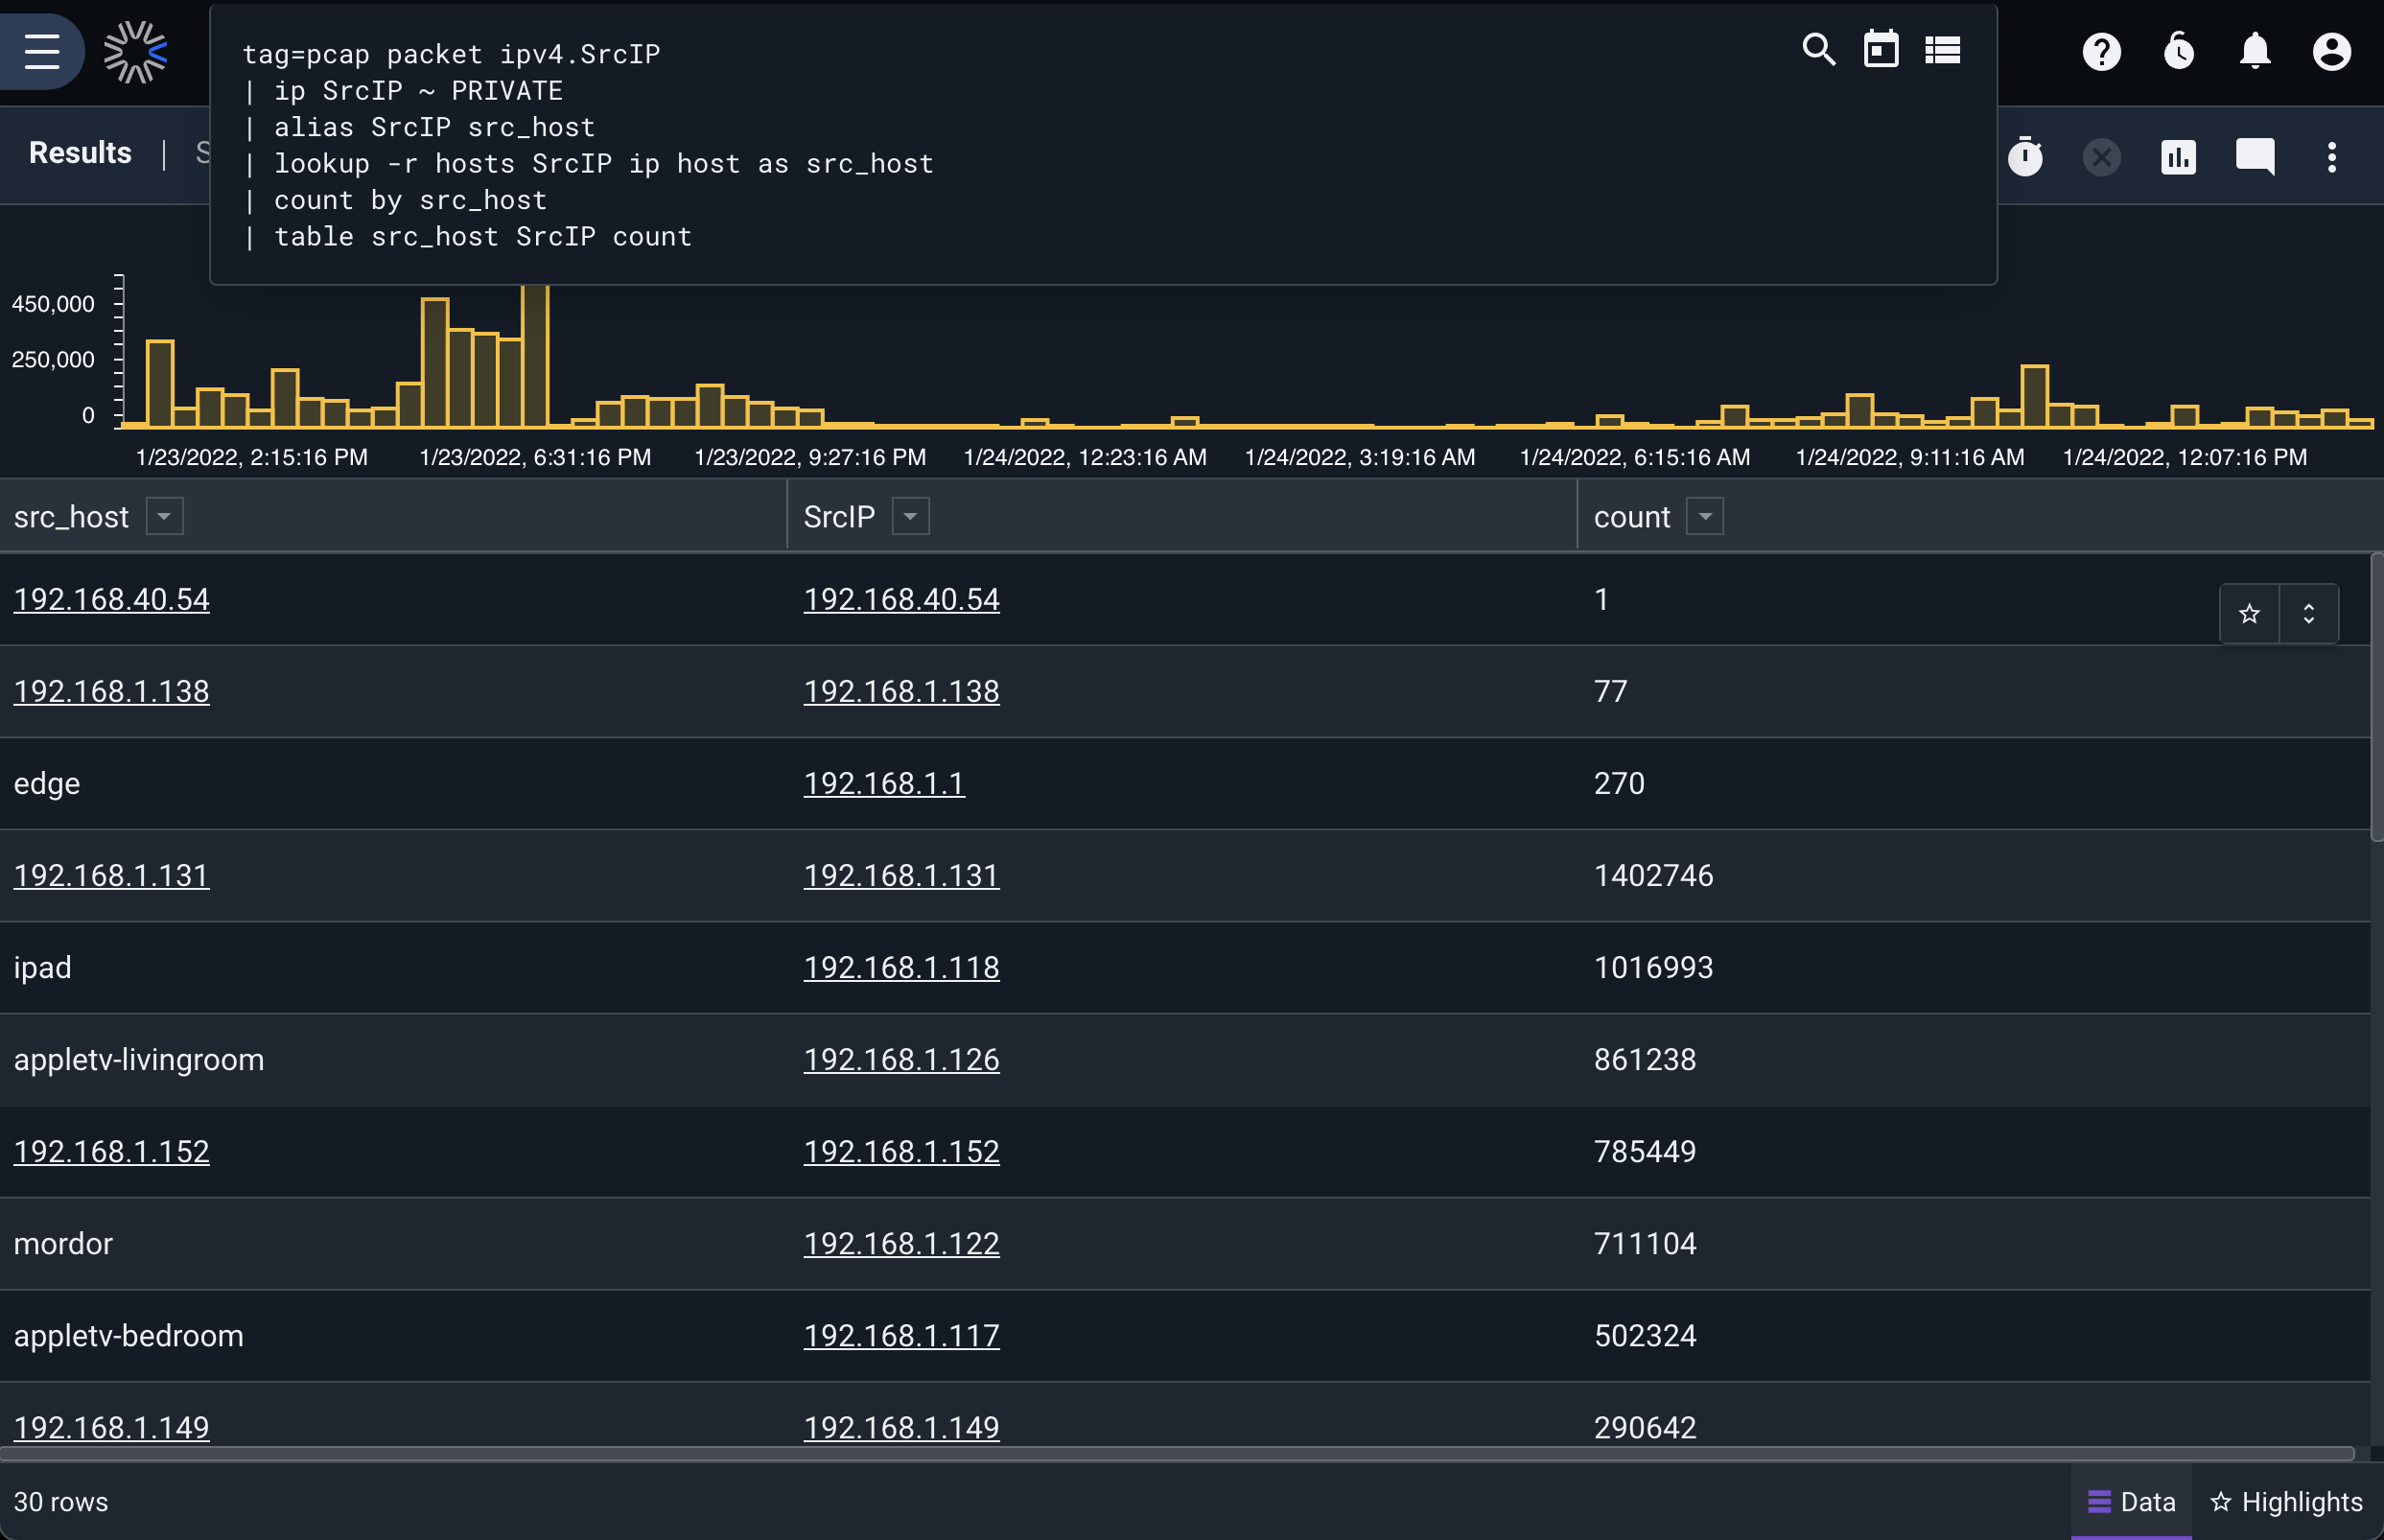 tag=pcap packet ipv4.SrcIP
| ip SrcIP ~ PRIVATE
| alias SrcIP src_host
| lookup -r hosts SrcIP ip host as src_host
| count by src_host
| table src_host SrcIP count
Results | S
450,000
250,000
0
1/23/2022, 2:15:16 PM 1/23/2022, 6:31:16 PM 1/23/2022, 9:27:16 PM 1/24/2022, 12:23:16 AM 1/24/2022, 3:19:16 AM 1/24/2022, 6:15:16 AM 1/24/2022, 9:11:16 AM 1/24/2022, 12:07:16 PM
src_host SrcIP count
192.168.40.54 192.168.40.54 1
192.168.1.138 192.168.1.138 77
edge 192.168.1.1 270
192.168.1.131 192.168.1.131 1402746
ipad 192.168.1.118 1016993
appletv-livingroom 192.168.1.126 861238
192.168.1.152 192.168.1.152 785449
mordor 192.168.1.122 711104
appletv-bedroom 192.168.1.117 502324
192.168.1.149 192.168.1.149 290642
30 rows Data Highlights